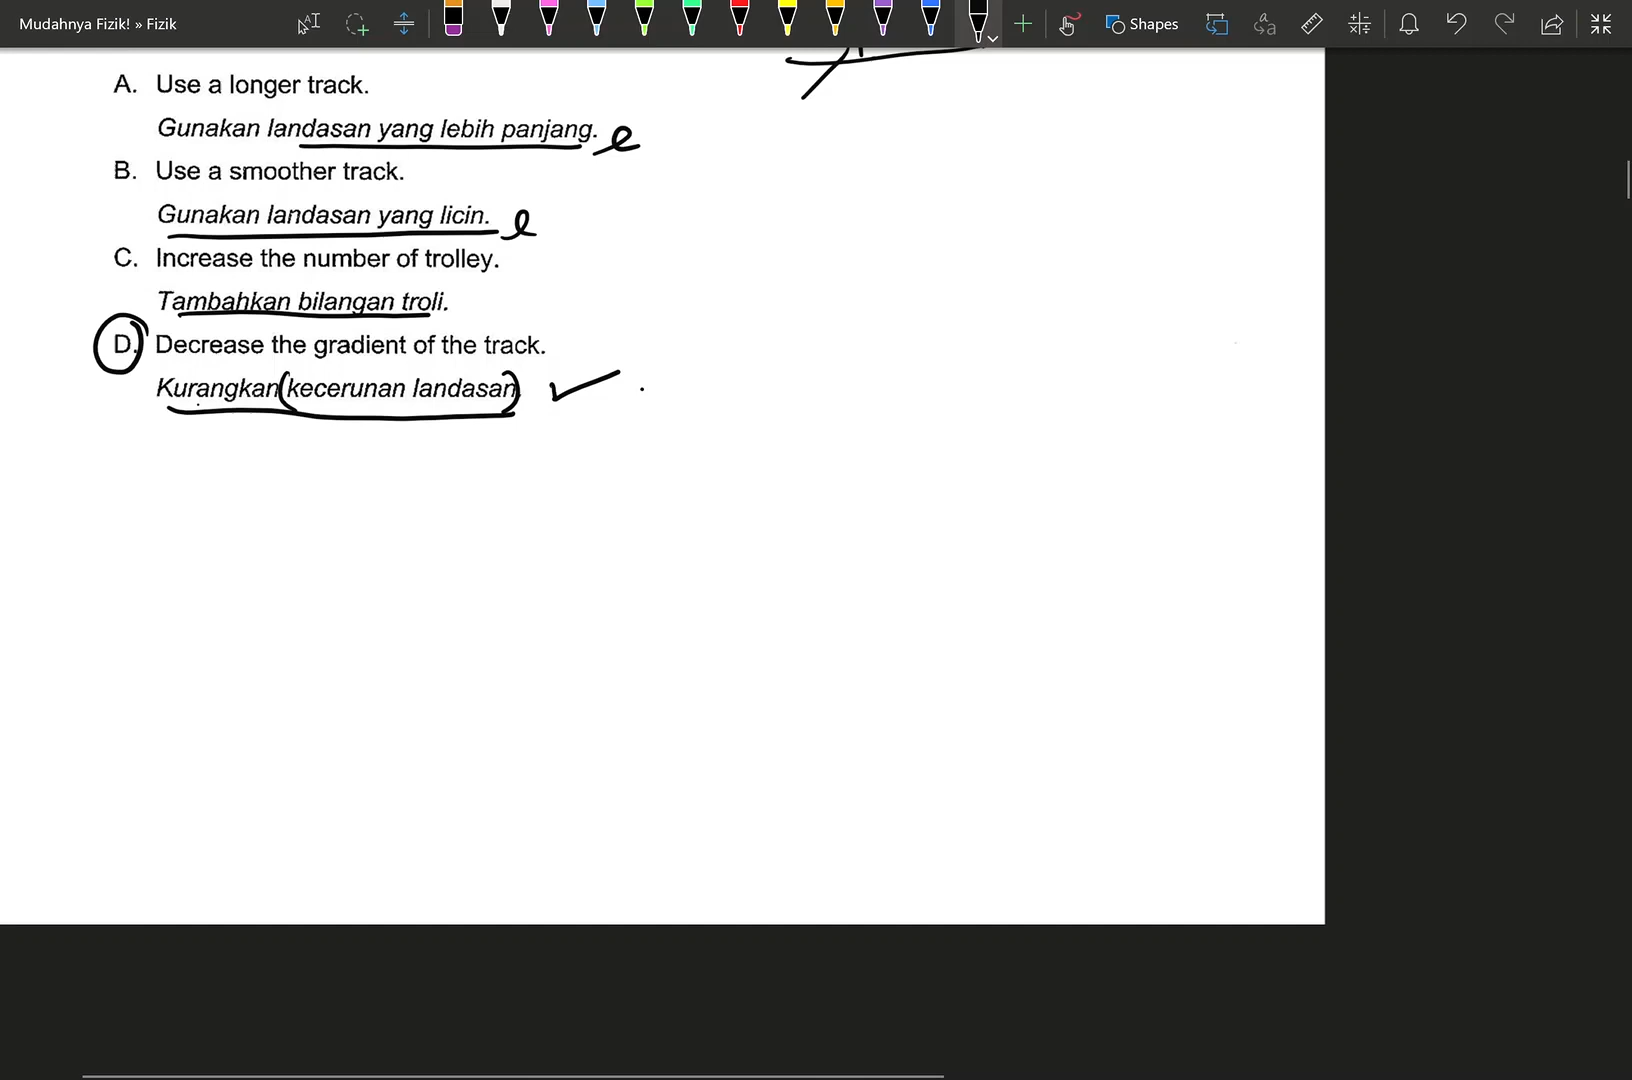 Mudahnya Fizik! » Fizik
Shapes
A. Use a longer track.
Gunakan landasan yang lebih panjang.
B. Use a smoother track.
Gunakan landasan yang licin.
C. Increase the number of trolley.
Tambahkan bilangan troli.
D. Decrease the gradient of the track.
Kurangkan (kecerunan landasan).